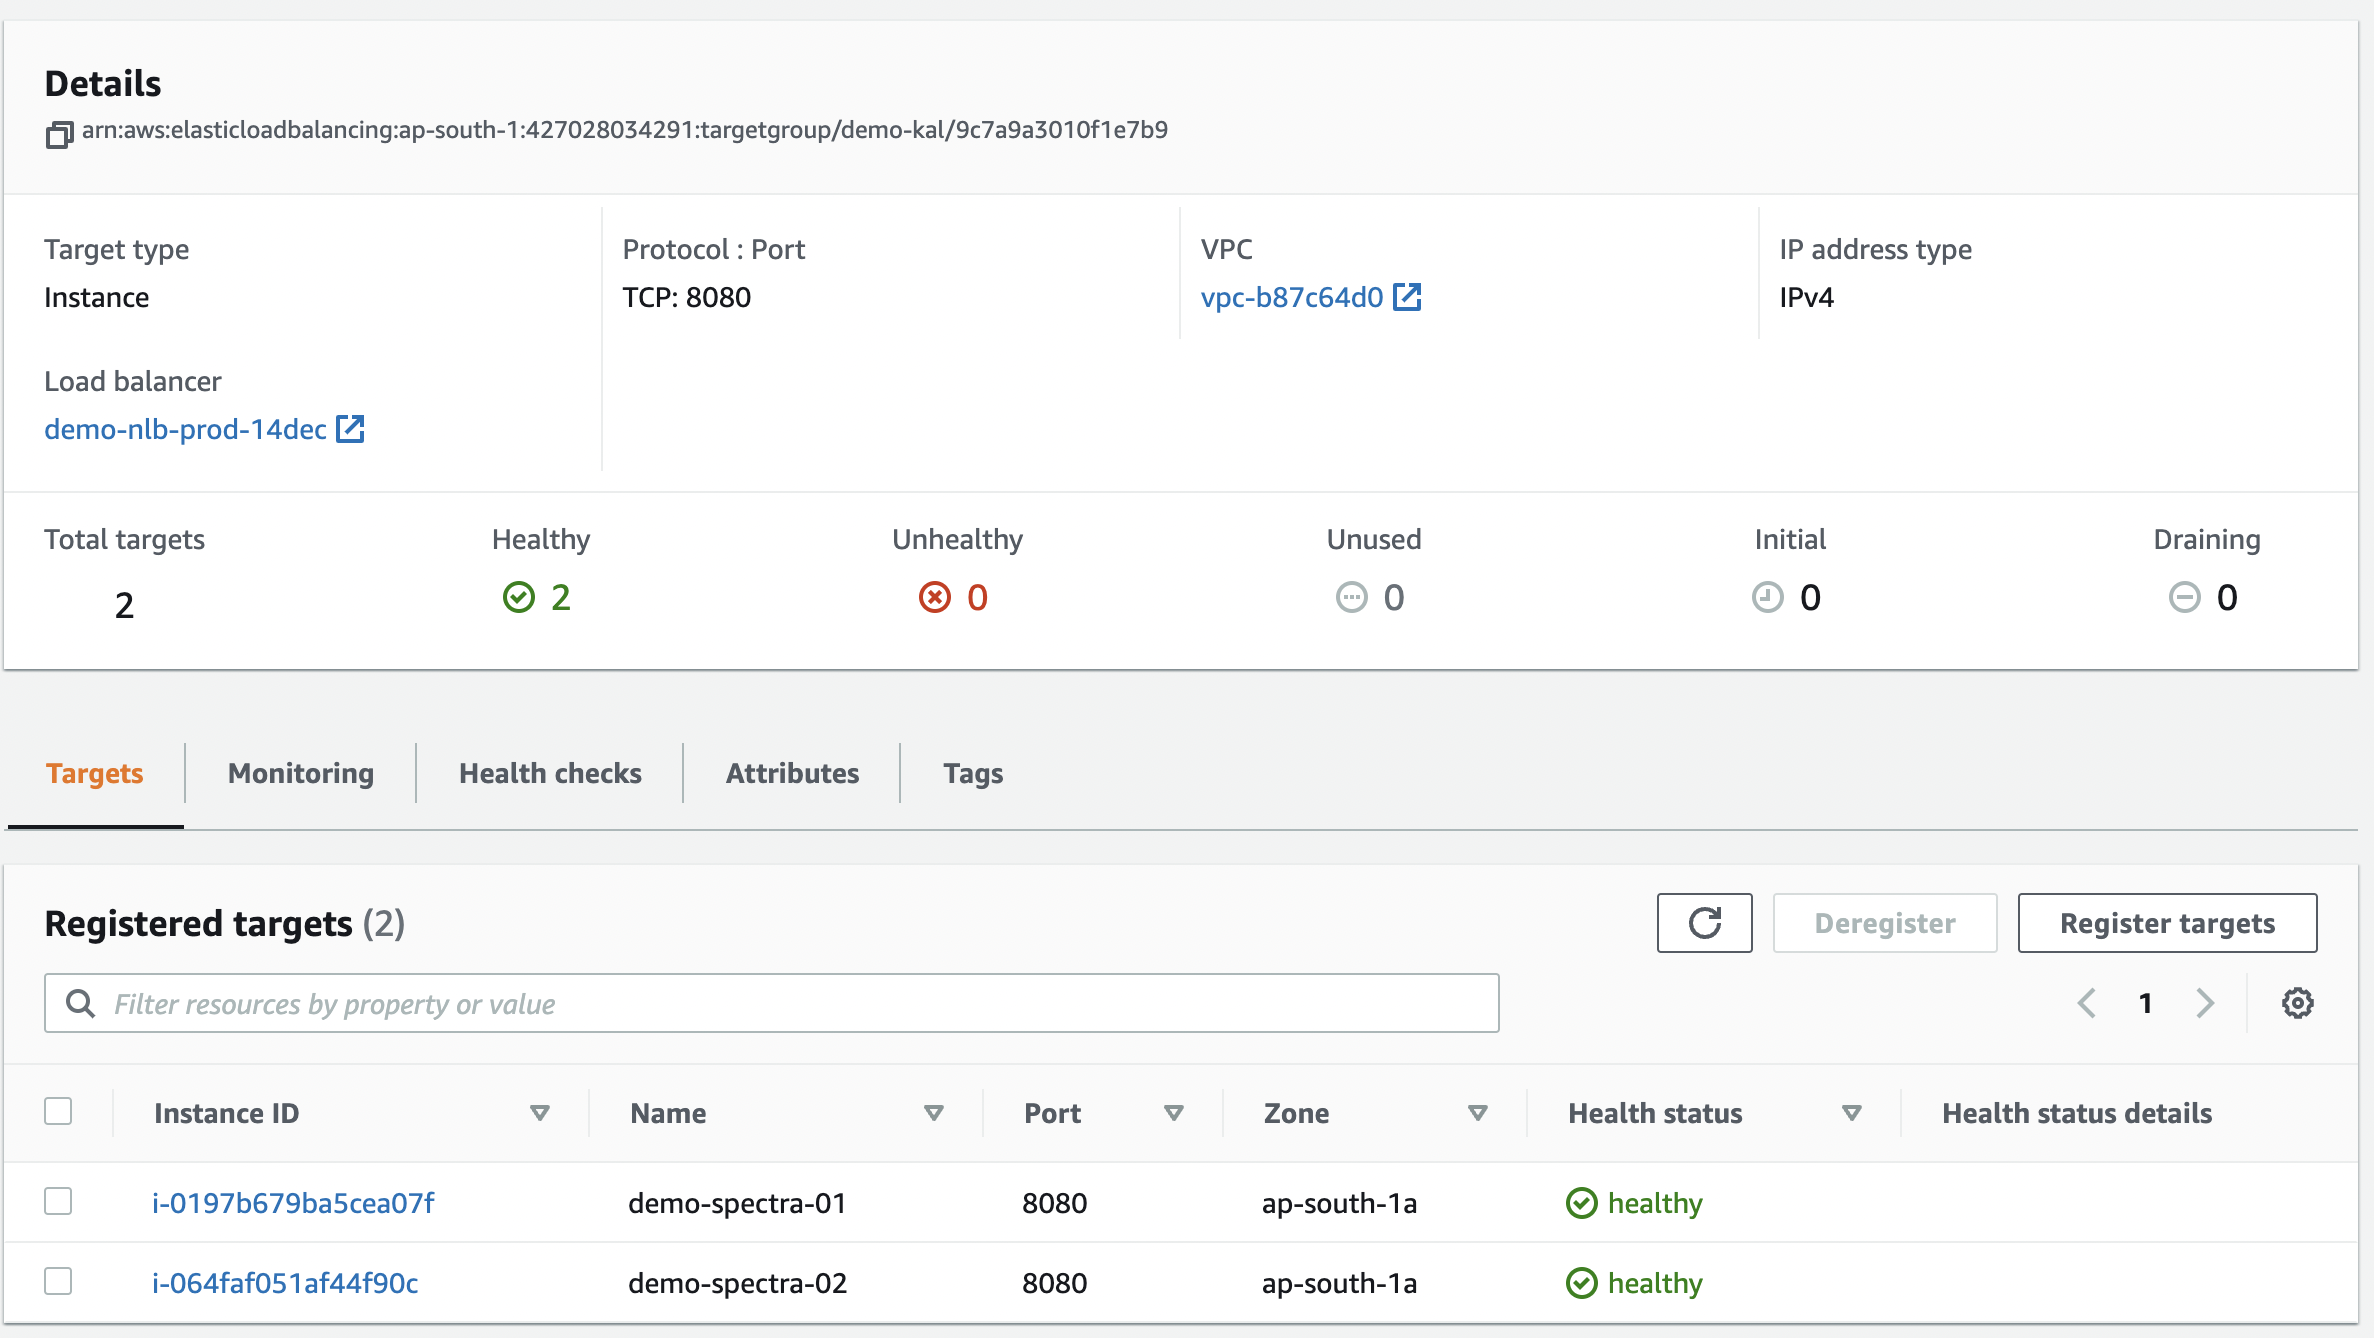 Details
arn:aws:elasticloadbalancing:ap-south-1:427028034291:targetgroup/demo-kal/9c7a9a3010f1e7b9
Target type
Instance
Protocol : Port
TCP: 8080
VPC
vpc-b87c64d0
IP address type
IPv4
Load balancer
demo-nlb-prod-14dec
Total targets
2
Healthy
2
Unhealthy
0
Unused
0
Initial
0
Draining
0
Targets Monitoring Health checks Attributes Tags
Registered targets (2)
Deregister
Register targets
Filter resources by property or value
1
Instance ID Name Port Zone Health status Health status details
i-0197b679ba5cea07f demo-spectra-01 8080 ap-south-1a healthy
i-064faf051af44f90c demo-spectra-02 8080 ap-south-1a healthy